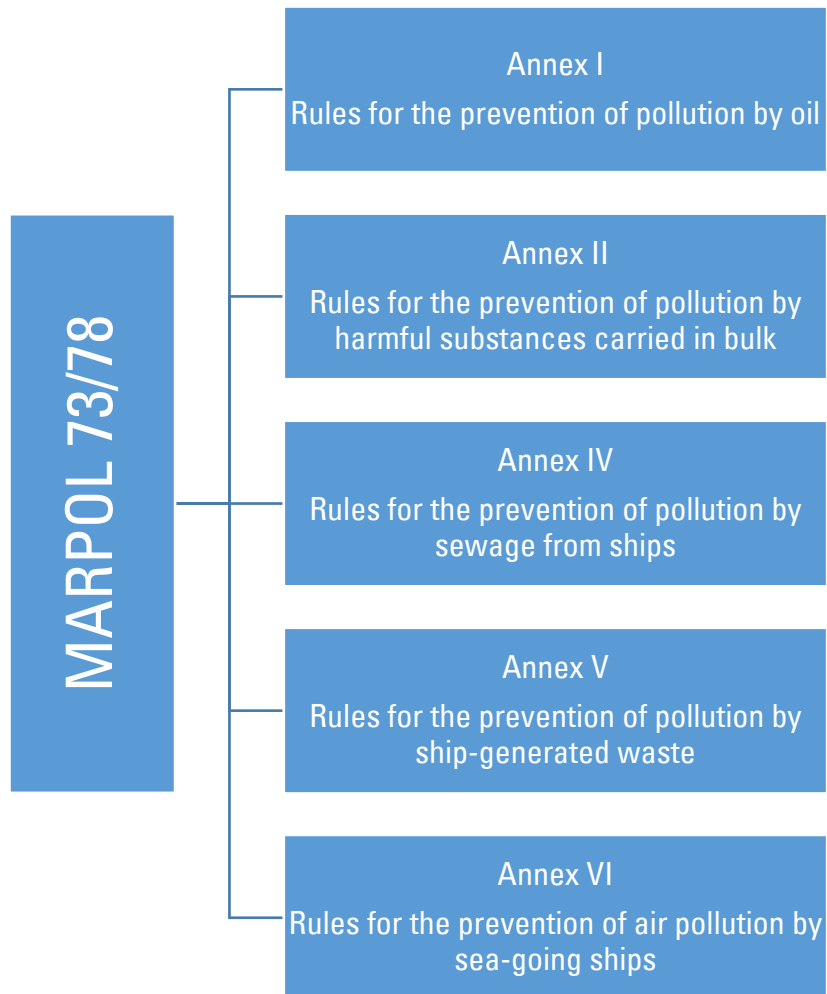 MARPOL 73/78
Annex I
Rules for the prevention of pollution by oil
Annex II
Rules for the prevention of pollution by
harmful substances carried in bulk
Annex IV
Rules for the prevention of pollution by
sewage from ships
Annex V
Rules for the prevention of pollution by
ship-generated waste
Annex VI
Rules for the prevention of air pollution by
sea-going ships